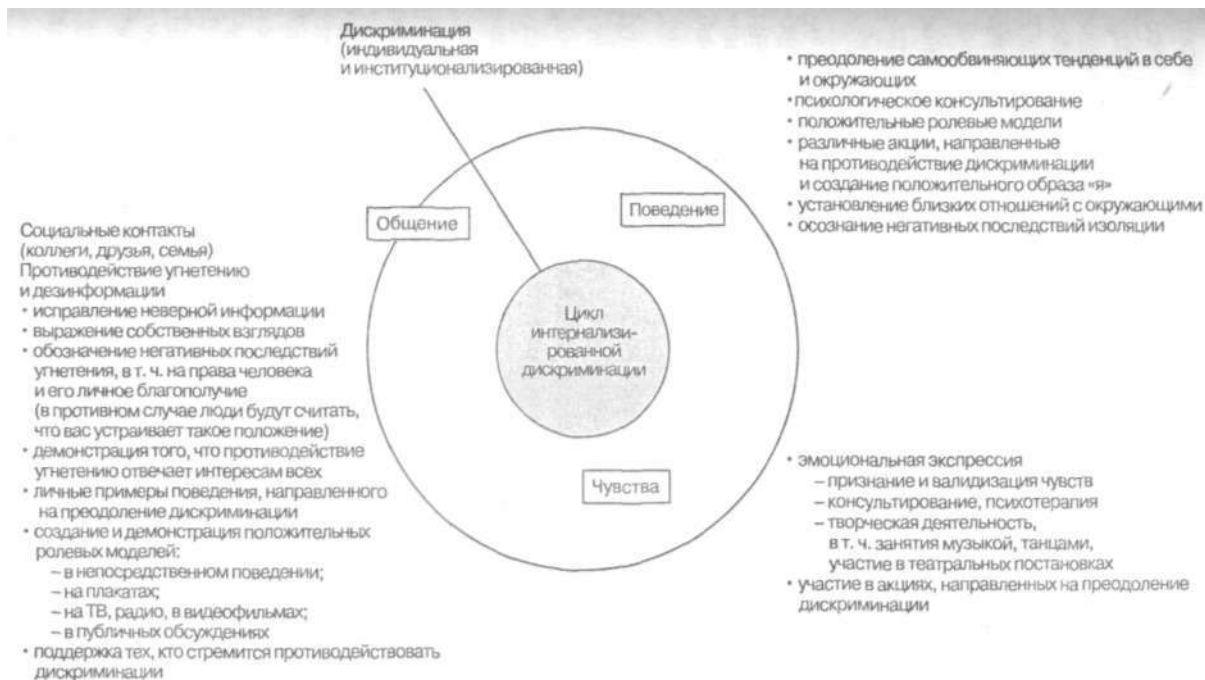 Дискриминация
(индивидуальная
и институционализированная)
• преодоление самообвиняющих тенденций в себе
и окружающих
• психологическое консультирование
• положительные ролевые модели
• различные акции, направленные
на противодействие дискриминации
и создание положительного образа «я»
• установление близких отношений с окружающими
• осознание негативных последствий изоляции
Общение
Поведение
Социальные контакты
(коллеги, друзья, семья)
Противодействие угнетению
и дезинформации
• исправление неверной информации
• выражение собственных взглядов
• обозначение негативных последствий
угнетения, в т. ч. на права человека
и его личное благополучие
(в противном случае люди будут считать,
что вас устраивает такое положение)
• демонстрация того, что противодействие
угнетению отвечает интересам всех
• личные примеры поведения, направленного
на преодоление дискриминации
• создание и демонстрация положительных
ролевых моделей:
– в непосредственном поведении;
– на плакатах;
– на ТВ, радио, в видеофильмах;
– в публичных обсуждениях
• поддержка тех, кто стремится противодействовать
дискриминации
Цикл
интернализи-
рованной
дискриминации
Чувства
• эмоциональная экспрессия
– признание и валидизация чувств
– консультирование, психотерапия
– творческая деятельность,
в т. ч. занятия музыкой, танцами,
участие в театральных постановках
• участие в акциях, направленных на преодоление
дискриминации